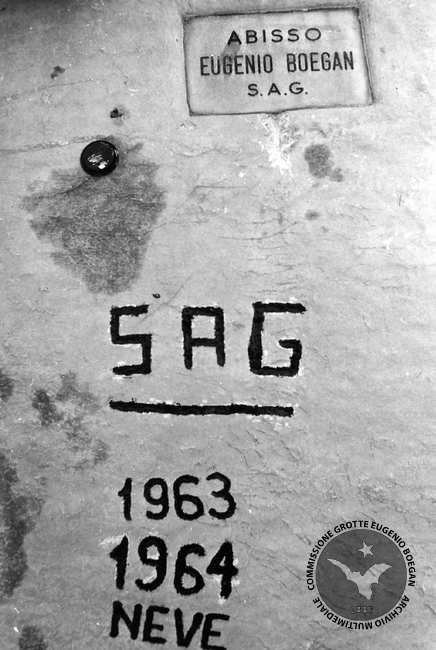 ABISSO
EUGENIO BOEGAN
S.A.G.
SAG
1963
1964
NEVE
COMMISSIONE GROTTE EUGENIO BOEGAN
ARCHIVIO MULTIMEDIALE